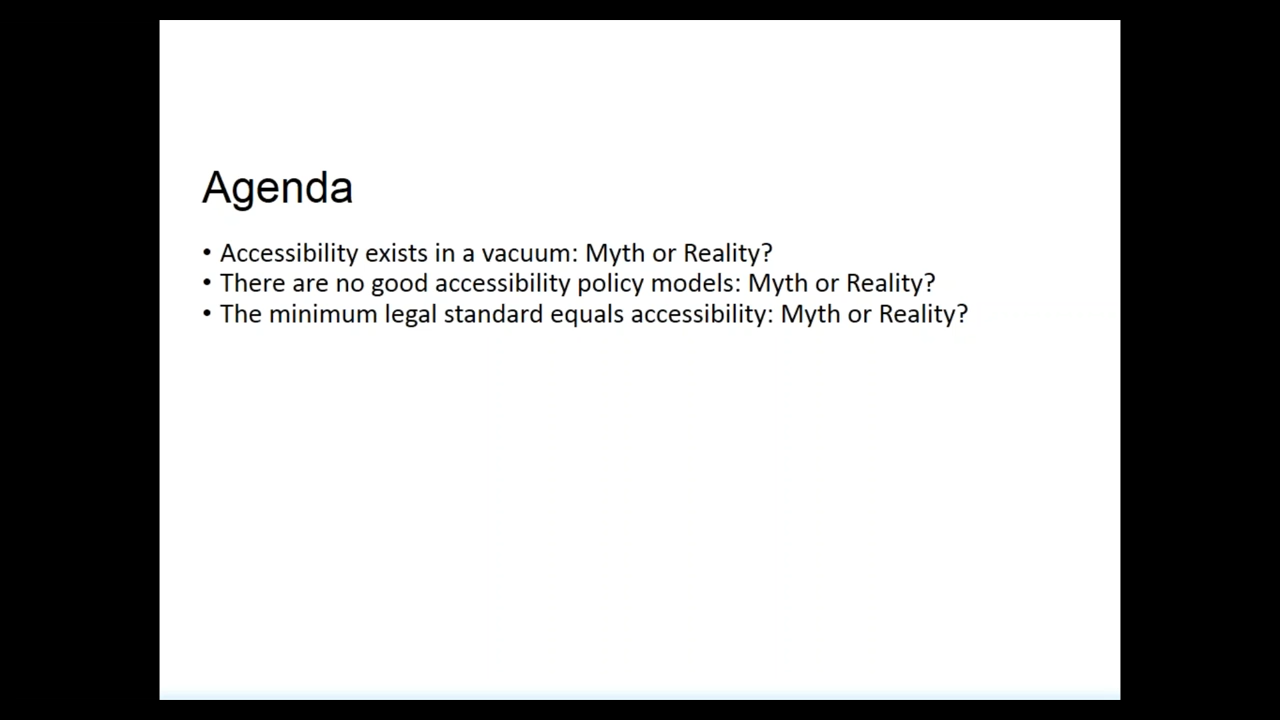 Agenda
• Accessibility exists in a vacuum: Myth or Reality?
• There are no good accessibility policy models: Myth or Reality?
• The minimum legal standard equals accessibility: Myth or Reality?